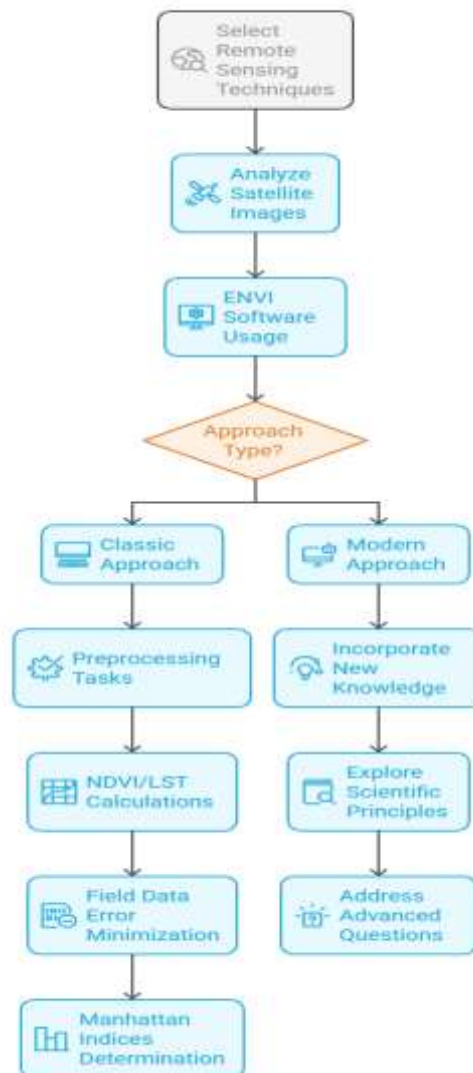 Select
Remote
Sensing
Techniques
Analyze
Satellite
Images
ENVI
Software
Usage
Approach
Type?
Classic
Approach
Modern
Approach
Preprocessing
Tasks
Incorporate
New
Knowledge
NDVI/LST
Calculations
Explore
Scientific
Principles
Field Data
Error
Minimization
Address
Advanced
Questions
Manhattan
Indices
Determination